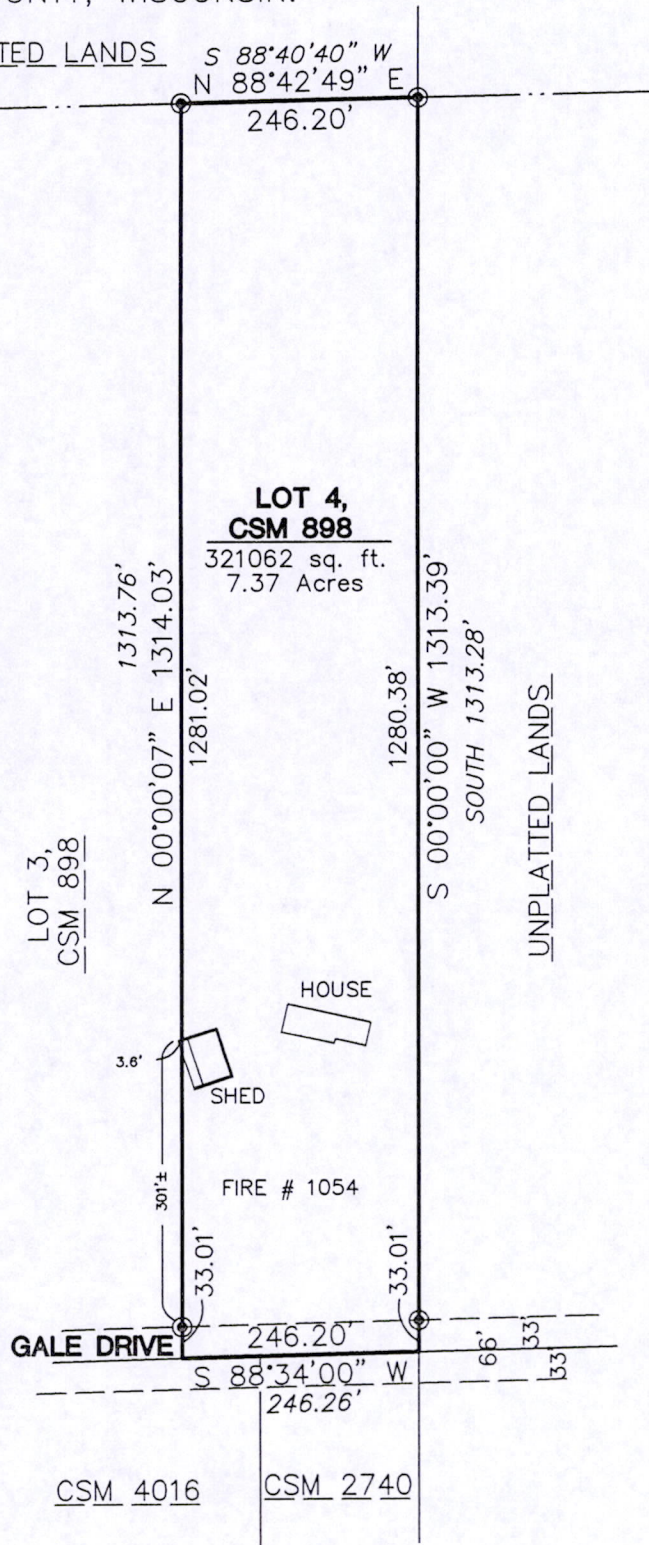 TED LANDS
S 88°40'40" W
N 88°42'49" E
246.20'
LOT 4,
CSM 898
321062 sq. ft.
7.37 Acres
1313.76'
N 00°00'07" E 1314.03'
1281.02'
1280.38'
S 00°00'00" W 1313.39'
SOUTH 1313.28'
UNPLATTED LANDS
LOT 3,
CSM 898
HOUSE
3.6'
SHED
301'±
FIRE # 1054
33.01'
33.01'
GALE DRIVE
246.20'
66'
33'
33'
S 88°34'00" W
246.26'
CSM 4016
CSM 2740